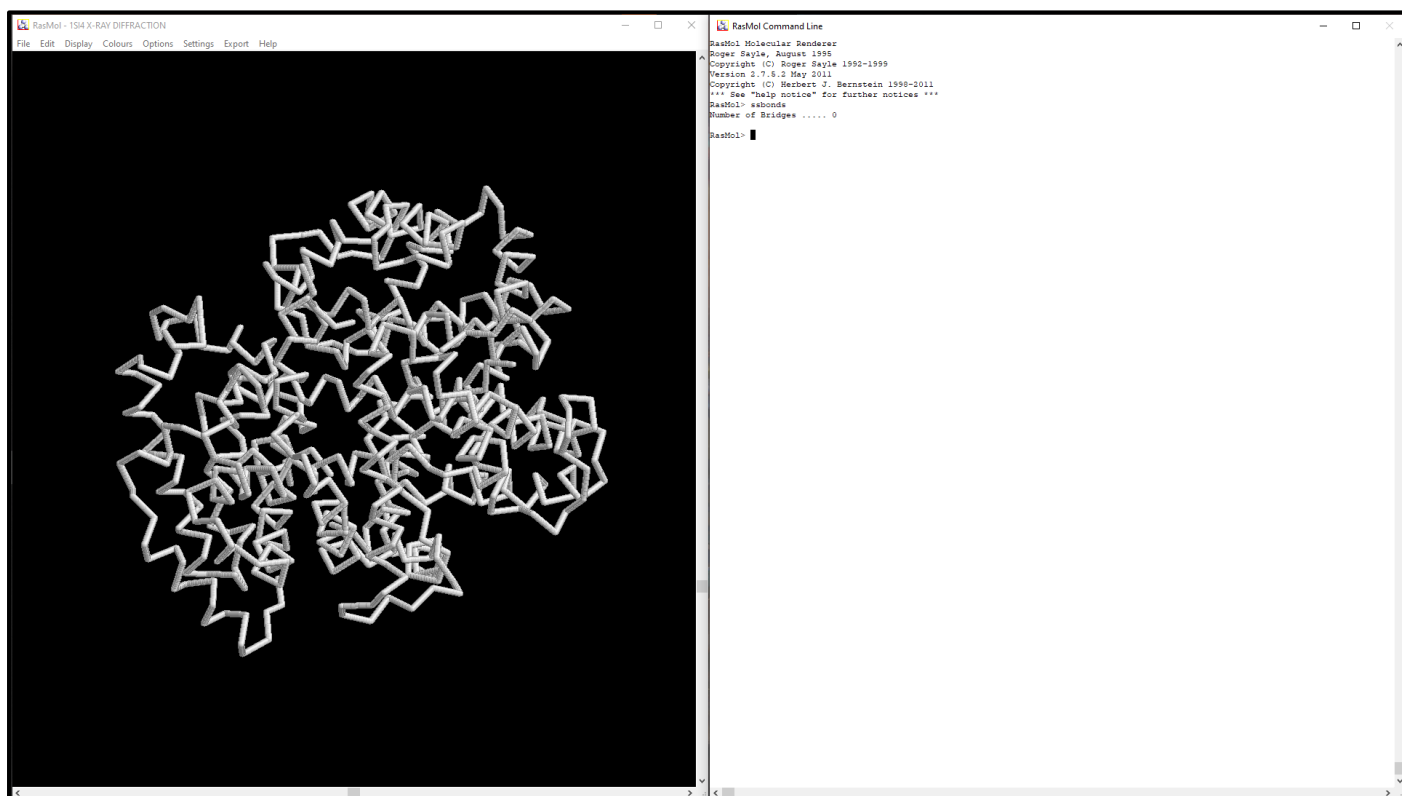 RasMol - 1SI4 X-RAY DIFFRACTION
File Edit Display Colours Options Settings Export Help
RasMol Command Line
RasMol Molecular Renderer
Roger Sayle, August 1995
Copyright (C) Roger Sayle 1992-1999
Version 2.7.5.2 May 2011
Copyright (C) Herbert J. Bernstein 1998-2011
*** See "help notice" for further notices ***
RasMol> ssbonds
Number of Bridges ..... 0
RasMol>